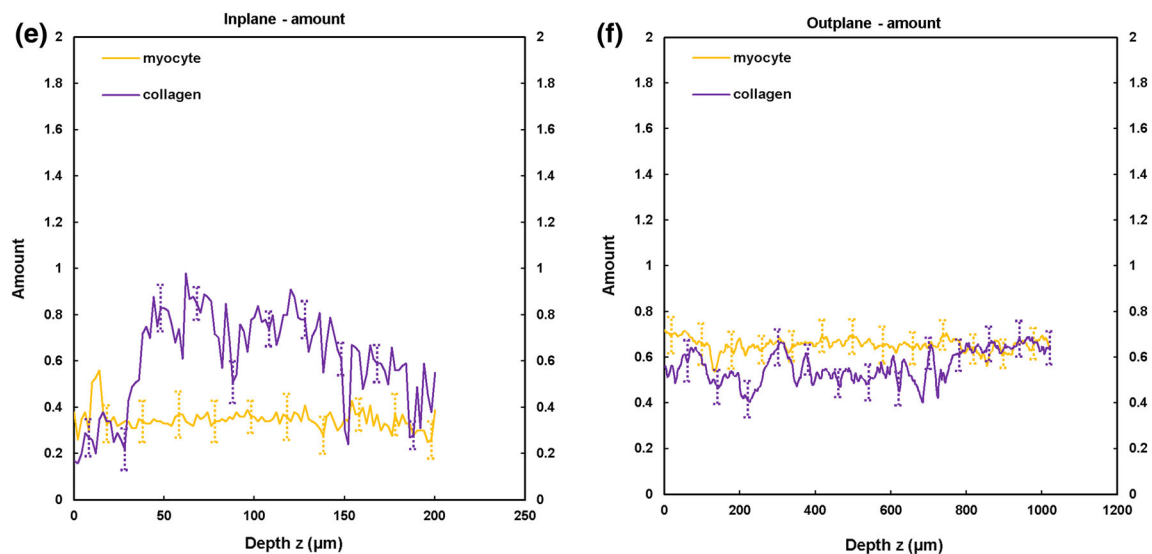 (e)
Inplane - amount
2 2
1.8 1.8
1.6 1.6
1.4 1.4
1.2 1.2
1 1
0.8 0.8
0.6 0.6
0.4 0.4
0.2 0.2
0 0
myocyte
collagen
Amount
0 50 100 150 200 250
Depth z (µm)
(f)
Outplane - amount
2 2
1.8 1.8
1.6 1.6
1.4 1.4
1.2 1.2
1 1
0.8 0.8
0.6 0.6
0.4 0.4
0.2 0.2
0 0
myocyte
collagen
Amount
0 200 400 600 800 1000 1200
Depth z (µm)